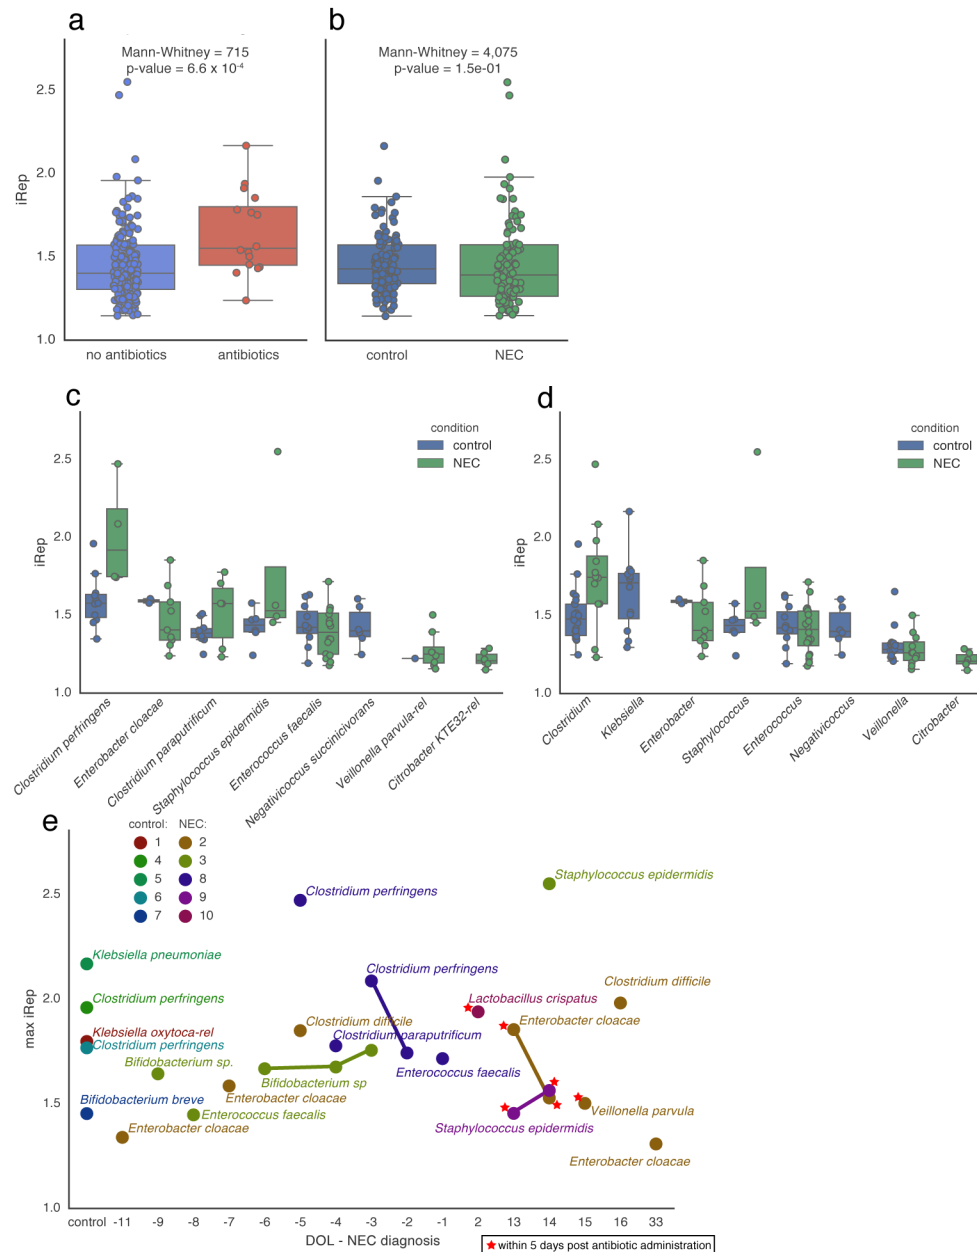 a
Mann-Whitney = 715
p-value = 6.6 x 10⁻⁴
iRep
2.5
2.0
1.5
1.0
no antibiotics
antibiotics
b
Mann-Whitney = 4,075
p-value = 1.5e-01
control
NEC
c
condition
control
NEC
iRep
2.5
2.0
1.5
1.0
Clostridium perfringens
Enterobacter cloacae
Clostridium paraputrificum
Staphylococcus epidermidis
Enterococcus faecalis
Negativicoccus succinicivorans
Veillonella parvula-rel
Citrobacter KTE32-rel
d
condition
control
NEC
iRep
2.5
2.0
1.5
1.0
Clostridium
Klebsiella
Enterobacter
Staphylococcus
Enterococcus
Negativicoccus
Veillonella
Citrobacter
e
control: NEC:
1 2
4 3
5 8
6 9
7 10
max iRep
2.5
2.0
1.5
1.0
Staphylococcus epidermidis
Clostridium perfringens
Klebsiella pneumoniae
Clostridium perfringens
Clostridium difficile
Clostridium perfringens
Lactobacillus crispatus
Enterobacter cloacae
Clostridium difficile
Klebsiella oxytoca-rel
Clostridium paraputrificum
Clostridium perfringens
Bifidobacterium sp.
Bifidobacterium sp
Enterococcus faecalis
Bifidobacterium breve
Enterobacter cloacae
Enterococcus faecalis
Veillonella parvula
Enterobacter cloacae
Staphylococcus epidermidis
Enterobacter cloacae
control -11 -9 -8 -7 -6 -5 -4 -3 -2 -1 2 13 14 15 16 33
DOL - NEC diagnosis
within 5 days post antibiotic administration